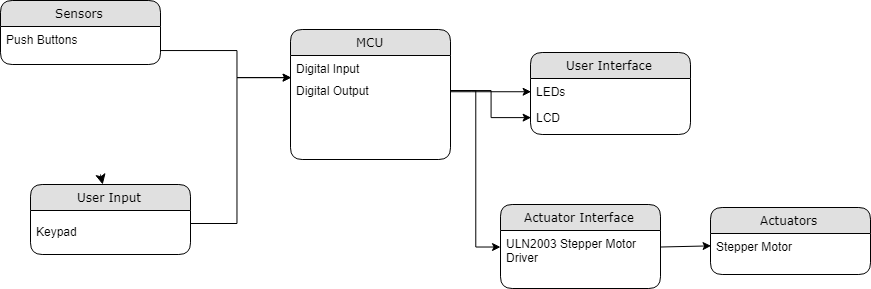 Sensors
Push Buttons
MCU
Digital Input
Digital Output
User Interface
LEDs
LCD
User Input
Keypad
Actuator Interface
ULN2003 Stepper Motor
Driver
Actuators
Stepper Motor